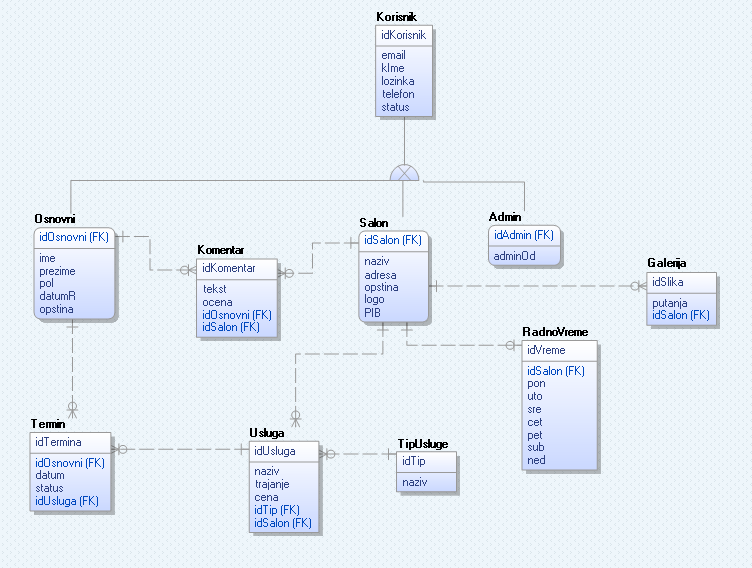 Korisnik
idKorisnik
email
kIme
lozinka
telefon
status
Osnovni
idOsnovni (FK)
ime
prezime
pol
datumR
opstina
Komentar
idKomentar
tekst
ocena
idOsnovni (FK)
idSalon (FK)
Salon
idSalon (FK)
naziv
adresa
opstina
logo
PIB
Admin
idAdmin (FK)
adminOd
Galerija
idSlika
putanja
idSalon (FK)
RadnoVreme
idVreme
idSalon (FK)
pon
uto
sre
cet
pet
sub
ned
Termin
idTermina
idOsnovni (FK)
datum
status
idUsluga (FK)
Usluga
idUsluga
naziv
trajanje
cena
idTip (FK)
idSalon (FK)
TipUsluge
idTip
naziv